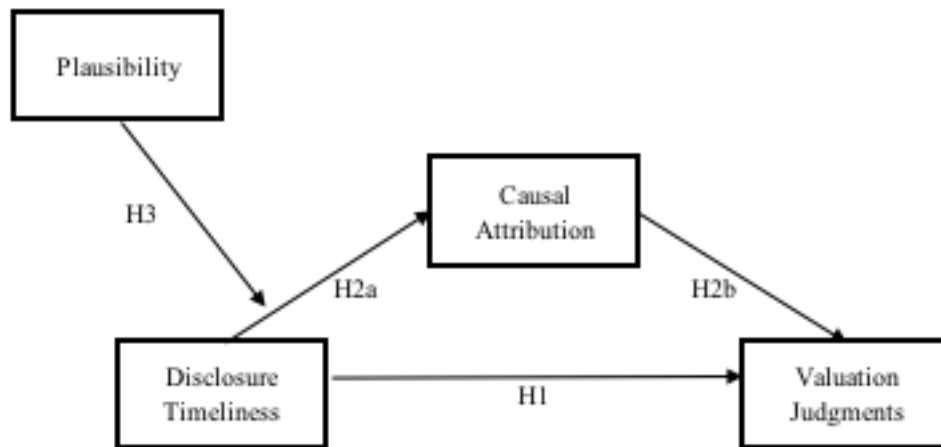 Plausibility
H3
Causal
Attribution
H2a
H2b
Disclosure
Timeliness
H1
Valuation
Judgments